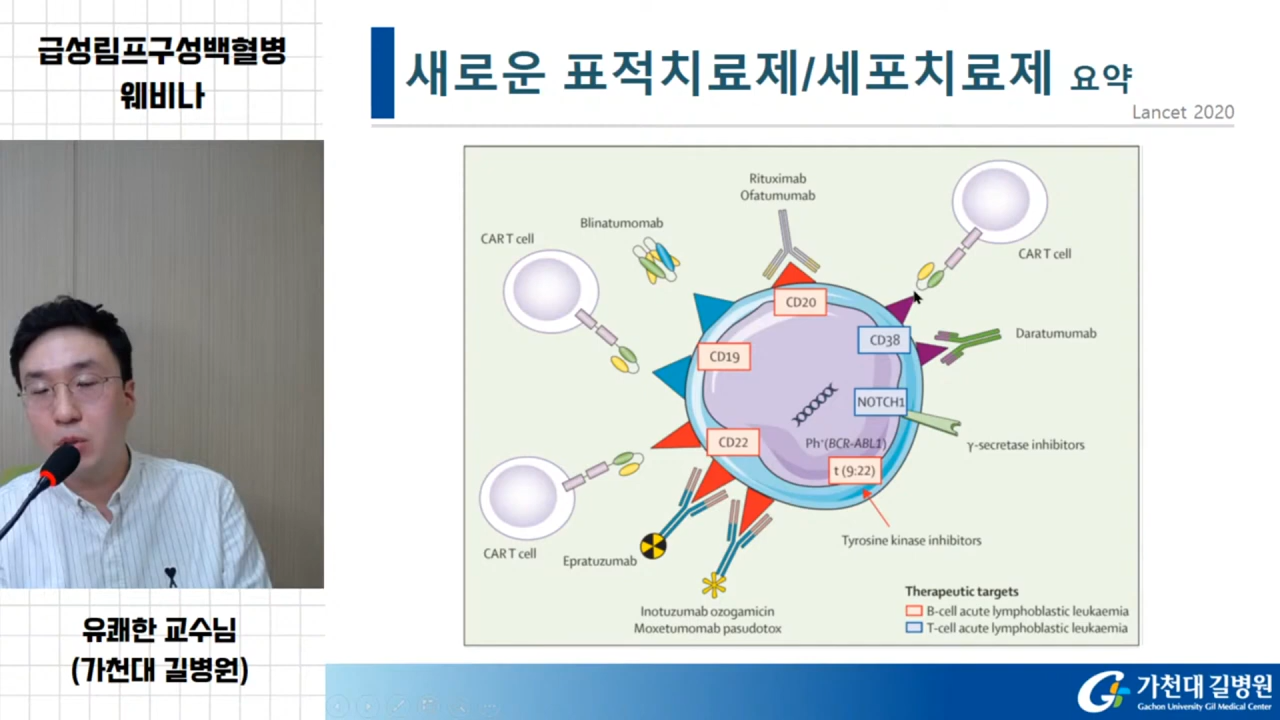 급성림프구성백혈병
웨비나
유쾌한 교수님
(가천대 길병원)
새로운 표적치료제/세포치료제 요약
Lancet 2020
Rituximab
Ofatumumab
Blinatumomab
CAR T cell
CAR T cell
CD20
CD38
Daratumumab
CD19
NOTCH1
CD22
Ph⁺(BCR-ABL1)
γ-secretase inhibitors
t (9:22)
CAR T cell
Epratuzumab
Tyrosine kinase inhibitors
Inotuzumab ozogamicin
Moxetumomab pasudotox
Therapeutic targets
B-cell acute lymphoblastic leukaemia
T-cell acute lymphoblastic leukaemia
가천대 길병원
Gachon University Gil Medical Center